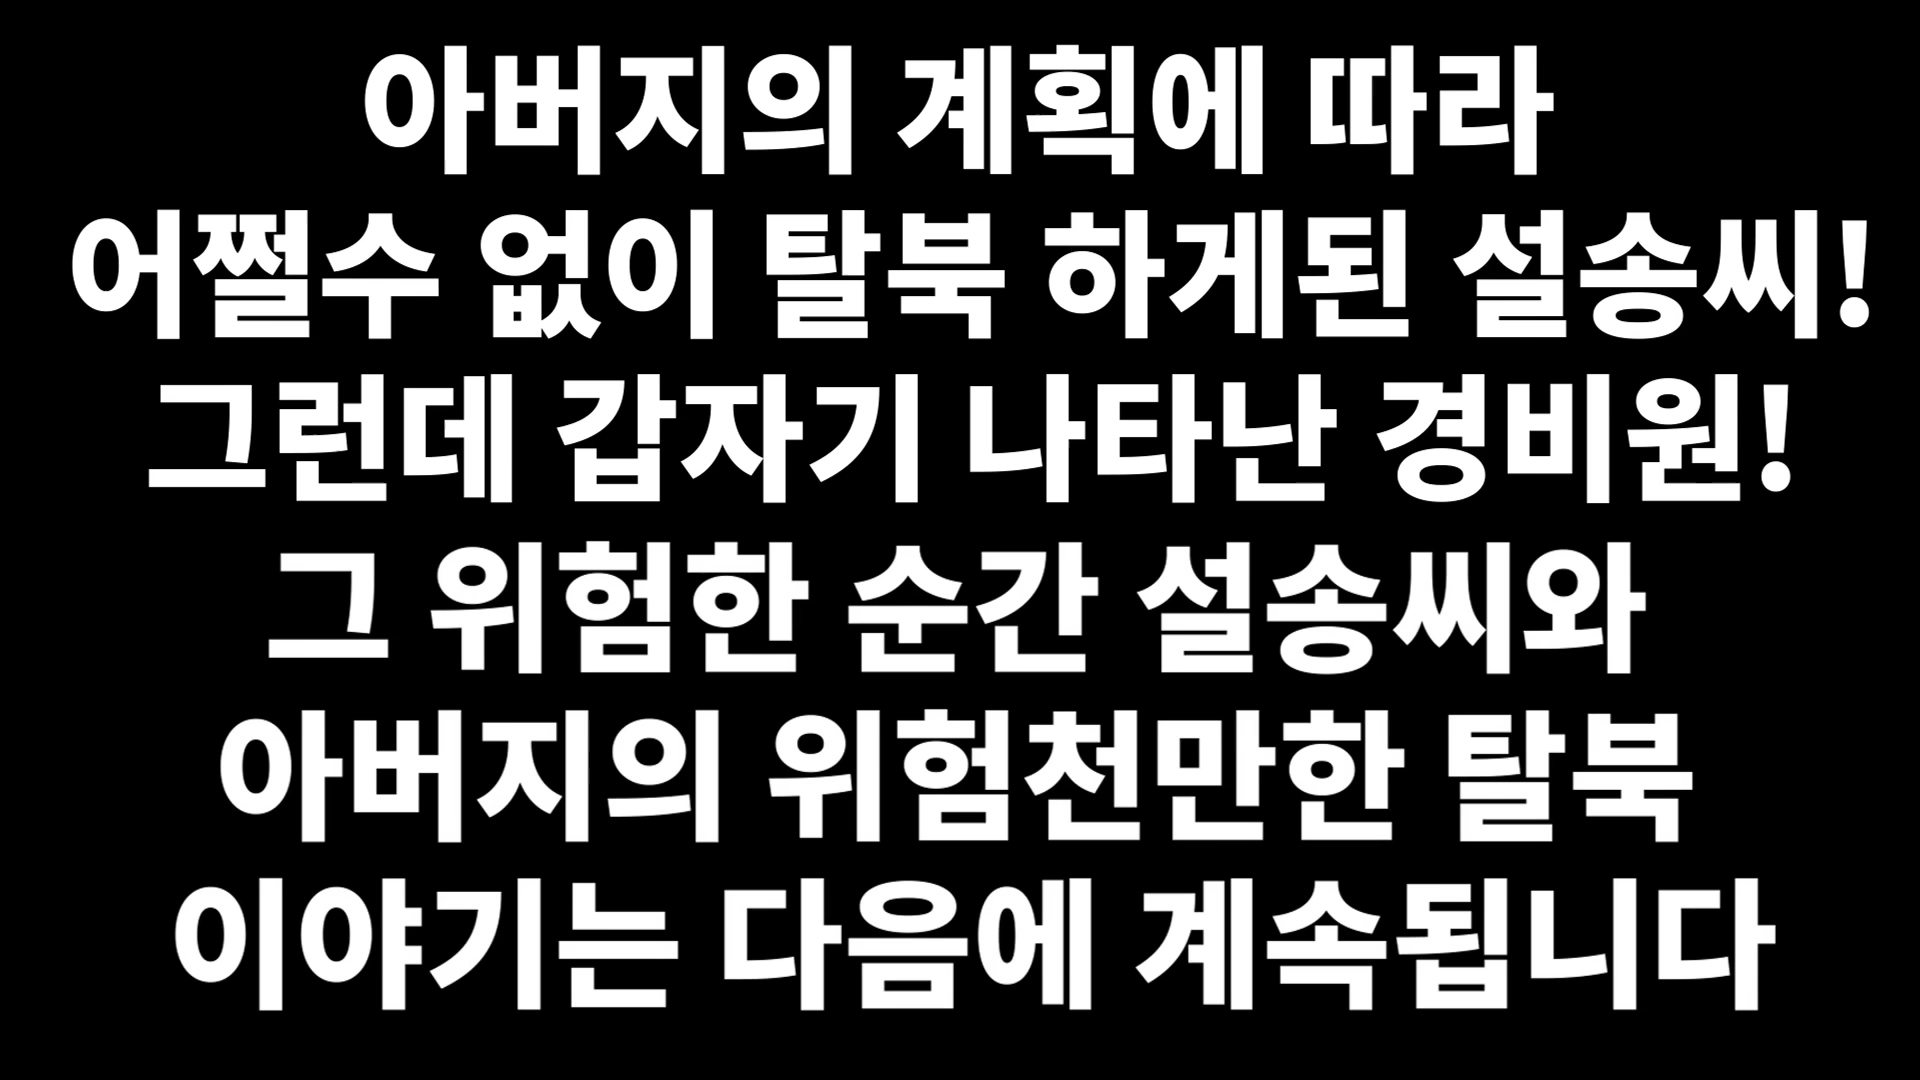 아버지의 계획에 따라
어쩔수 없이 탈북 하게된 설송씨!
그런데 갑자기 나타난 경비원!
그 위험한 순간 설송씨와
아버지의 위험천만한 탈북
이야기는 다음에 계속됩니다